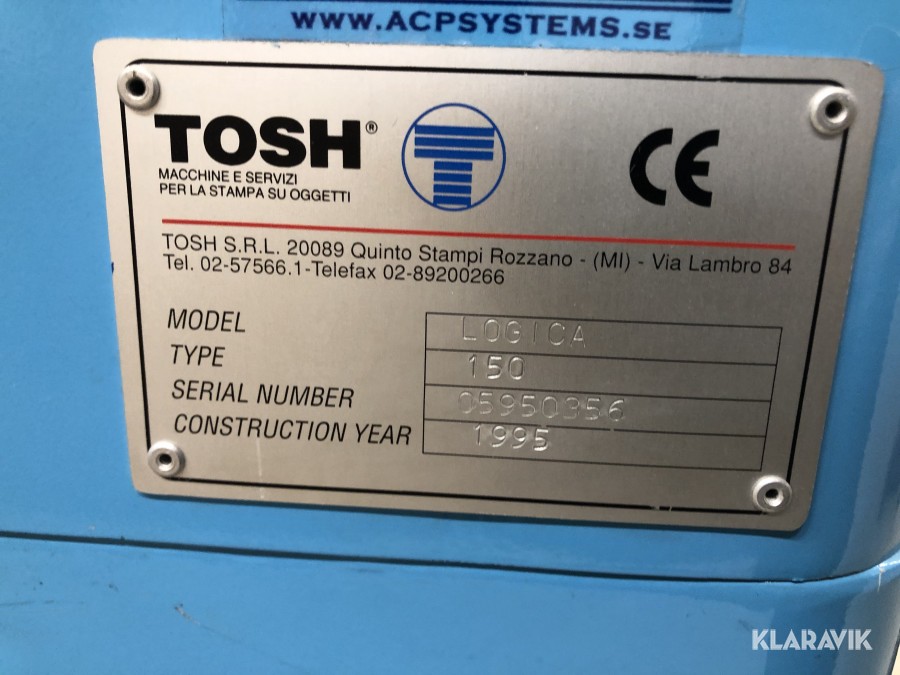 WWW.ACPSYSTEMS.SE
TOSH®
MACCHINE E SERVIZI
PER LA STAMPA SU OGGETTI
CE
TOSH S.R.L. 20089 Quinto Stampi Rozzano - (MI) - Via Lambro 84
Tel. 02-57566.1-Telefax 02-89200266
MODEL LOGICA
TYPE 150
SERIAL NUMBER 05950356
CONSTRUCTION YEAR 1995
KLARAVIK